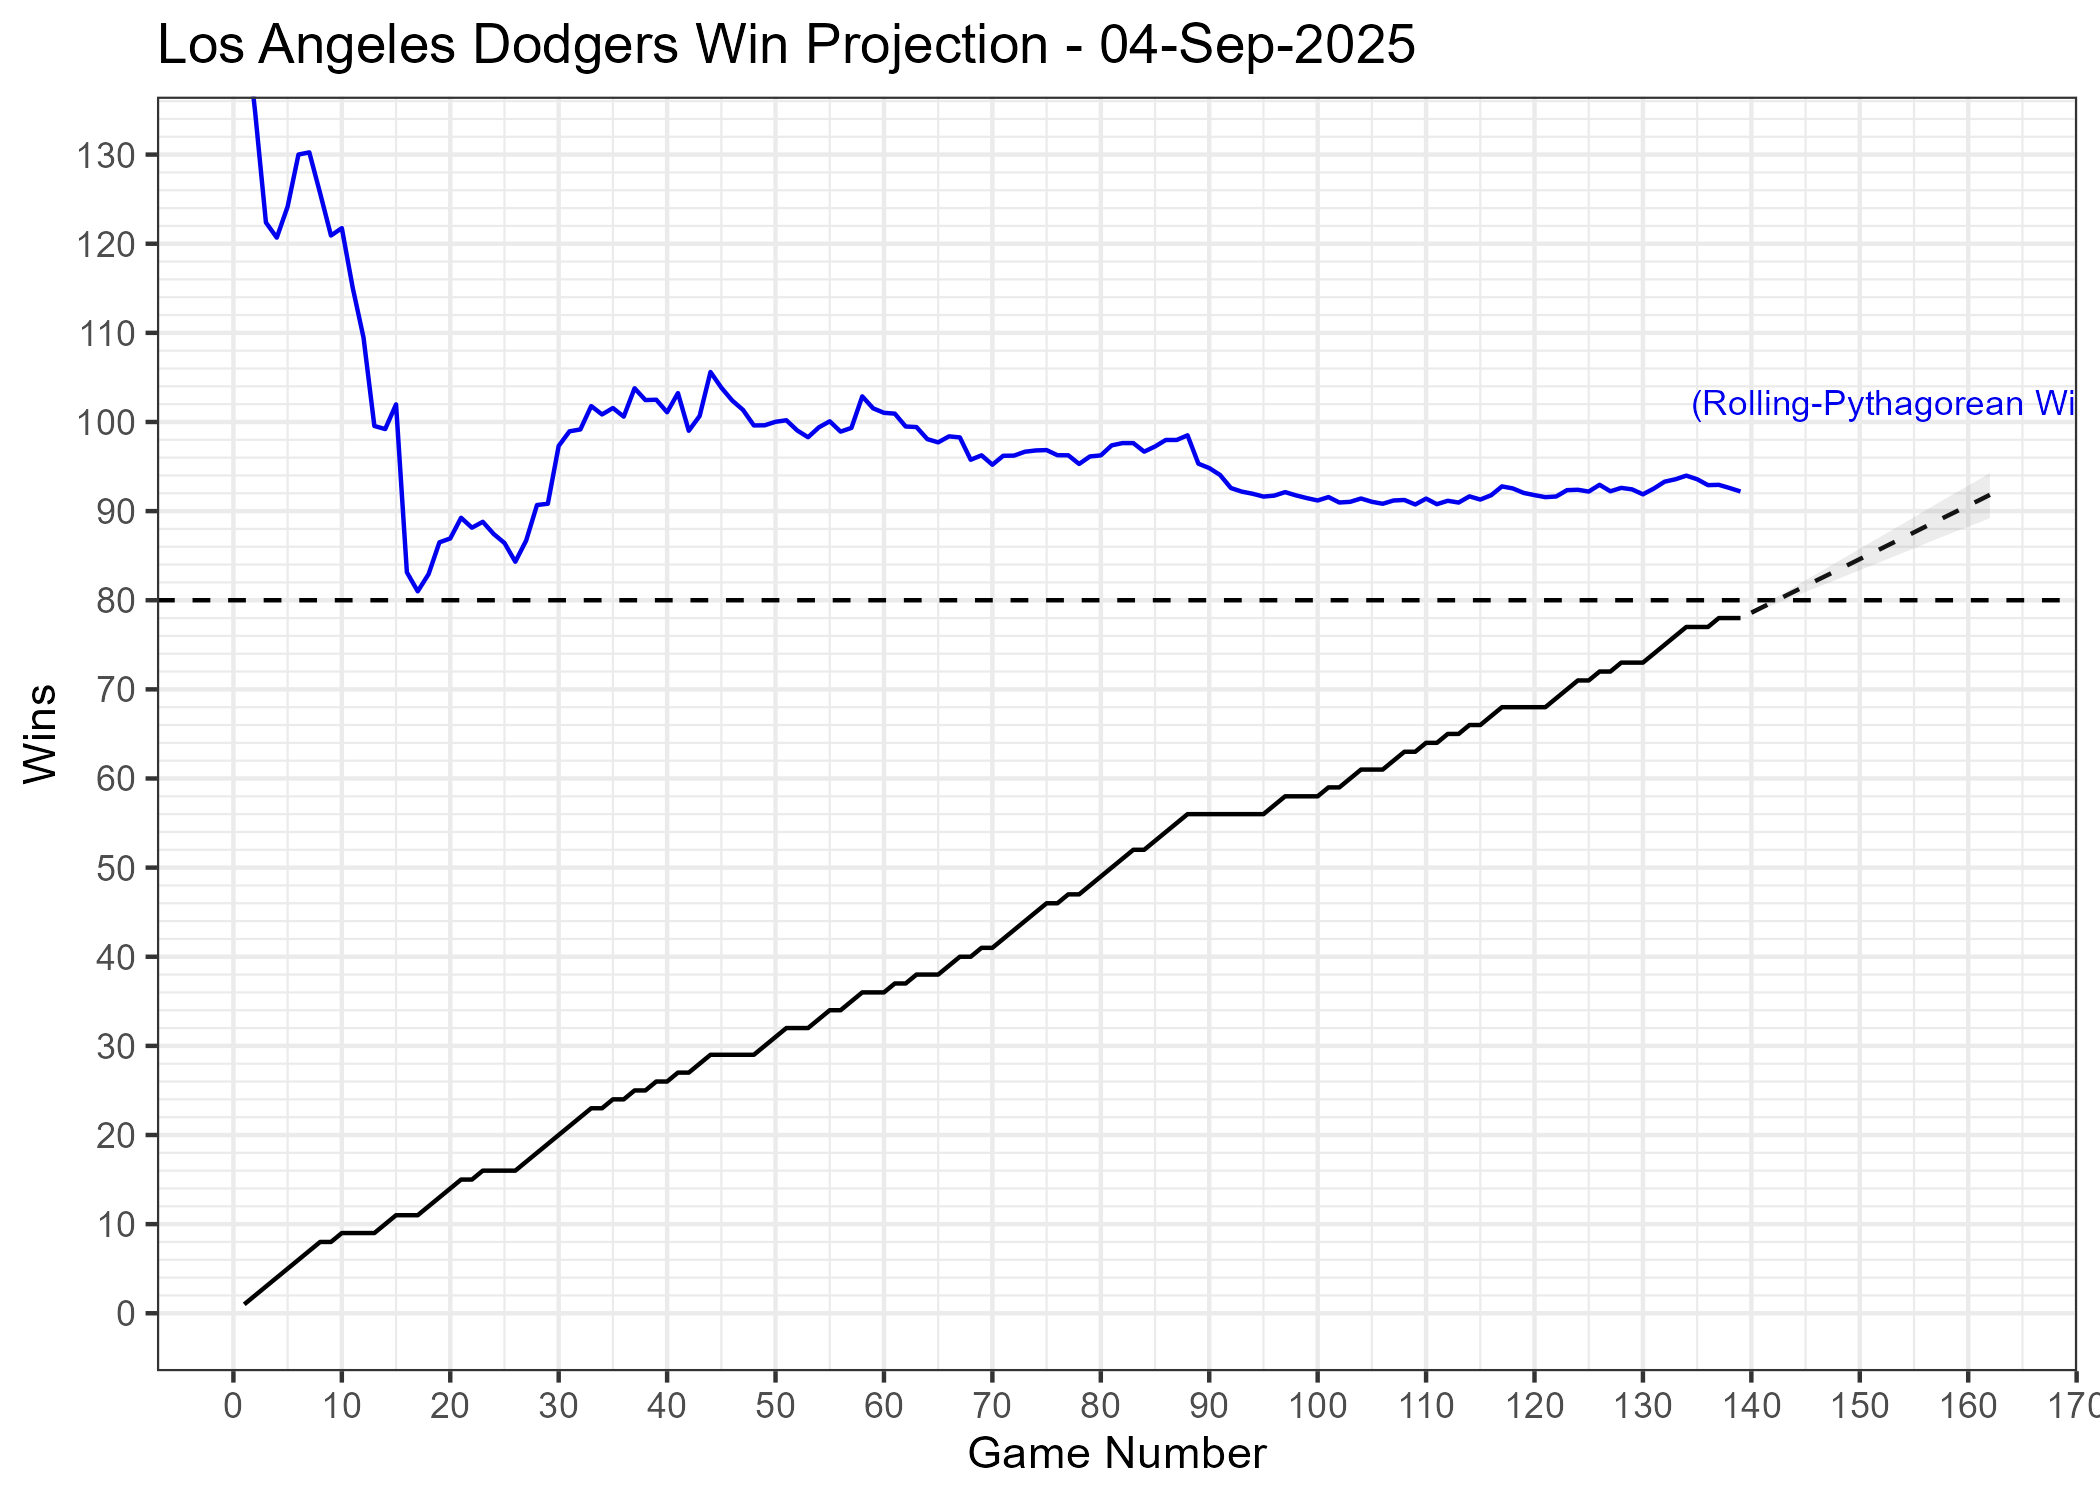 Los Angeles Dodgers Win Projection - 04-Sep-2025
130
120
110
100
90
80
70
60
50
40
30
20
10
0
Wins
(Rolling-Pythagorean Wi
0 10 20 30 40 50 60 70 80 90 100 110 120 130 140 150 160 170
Game Number